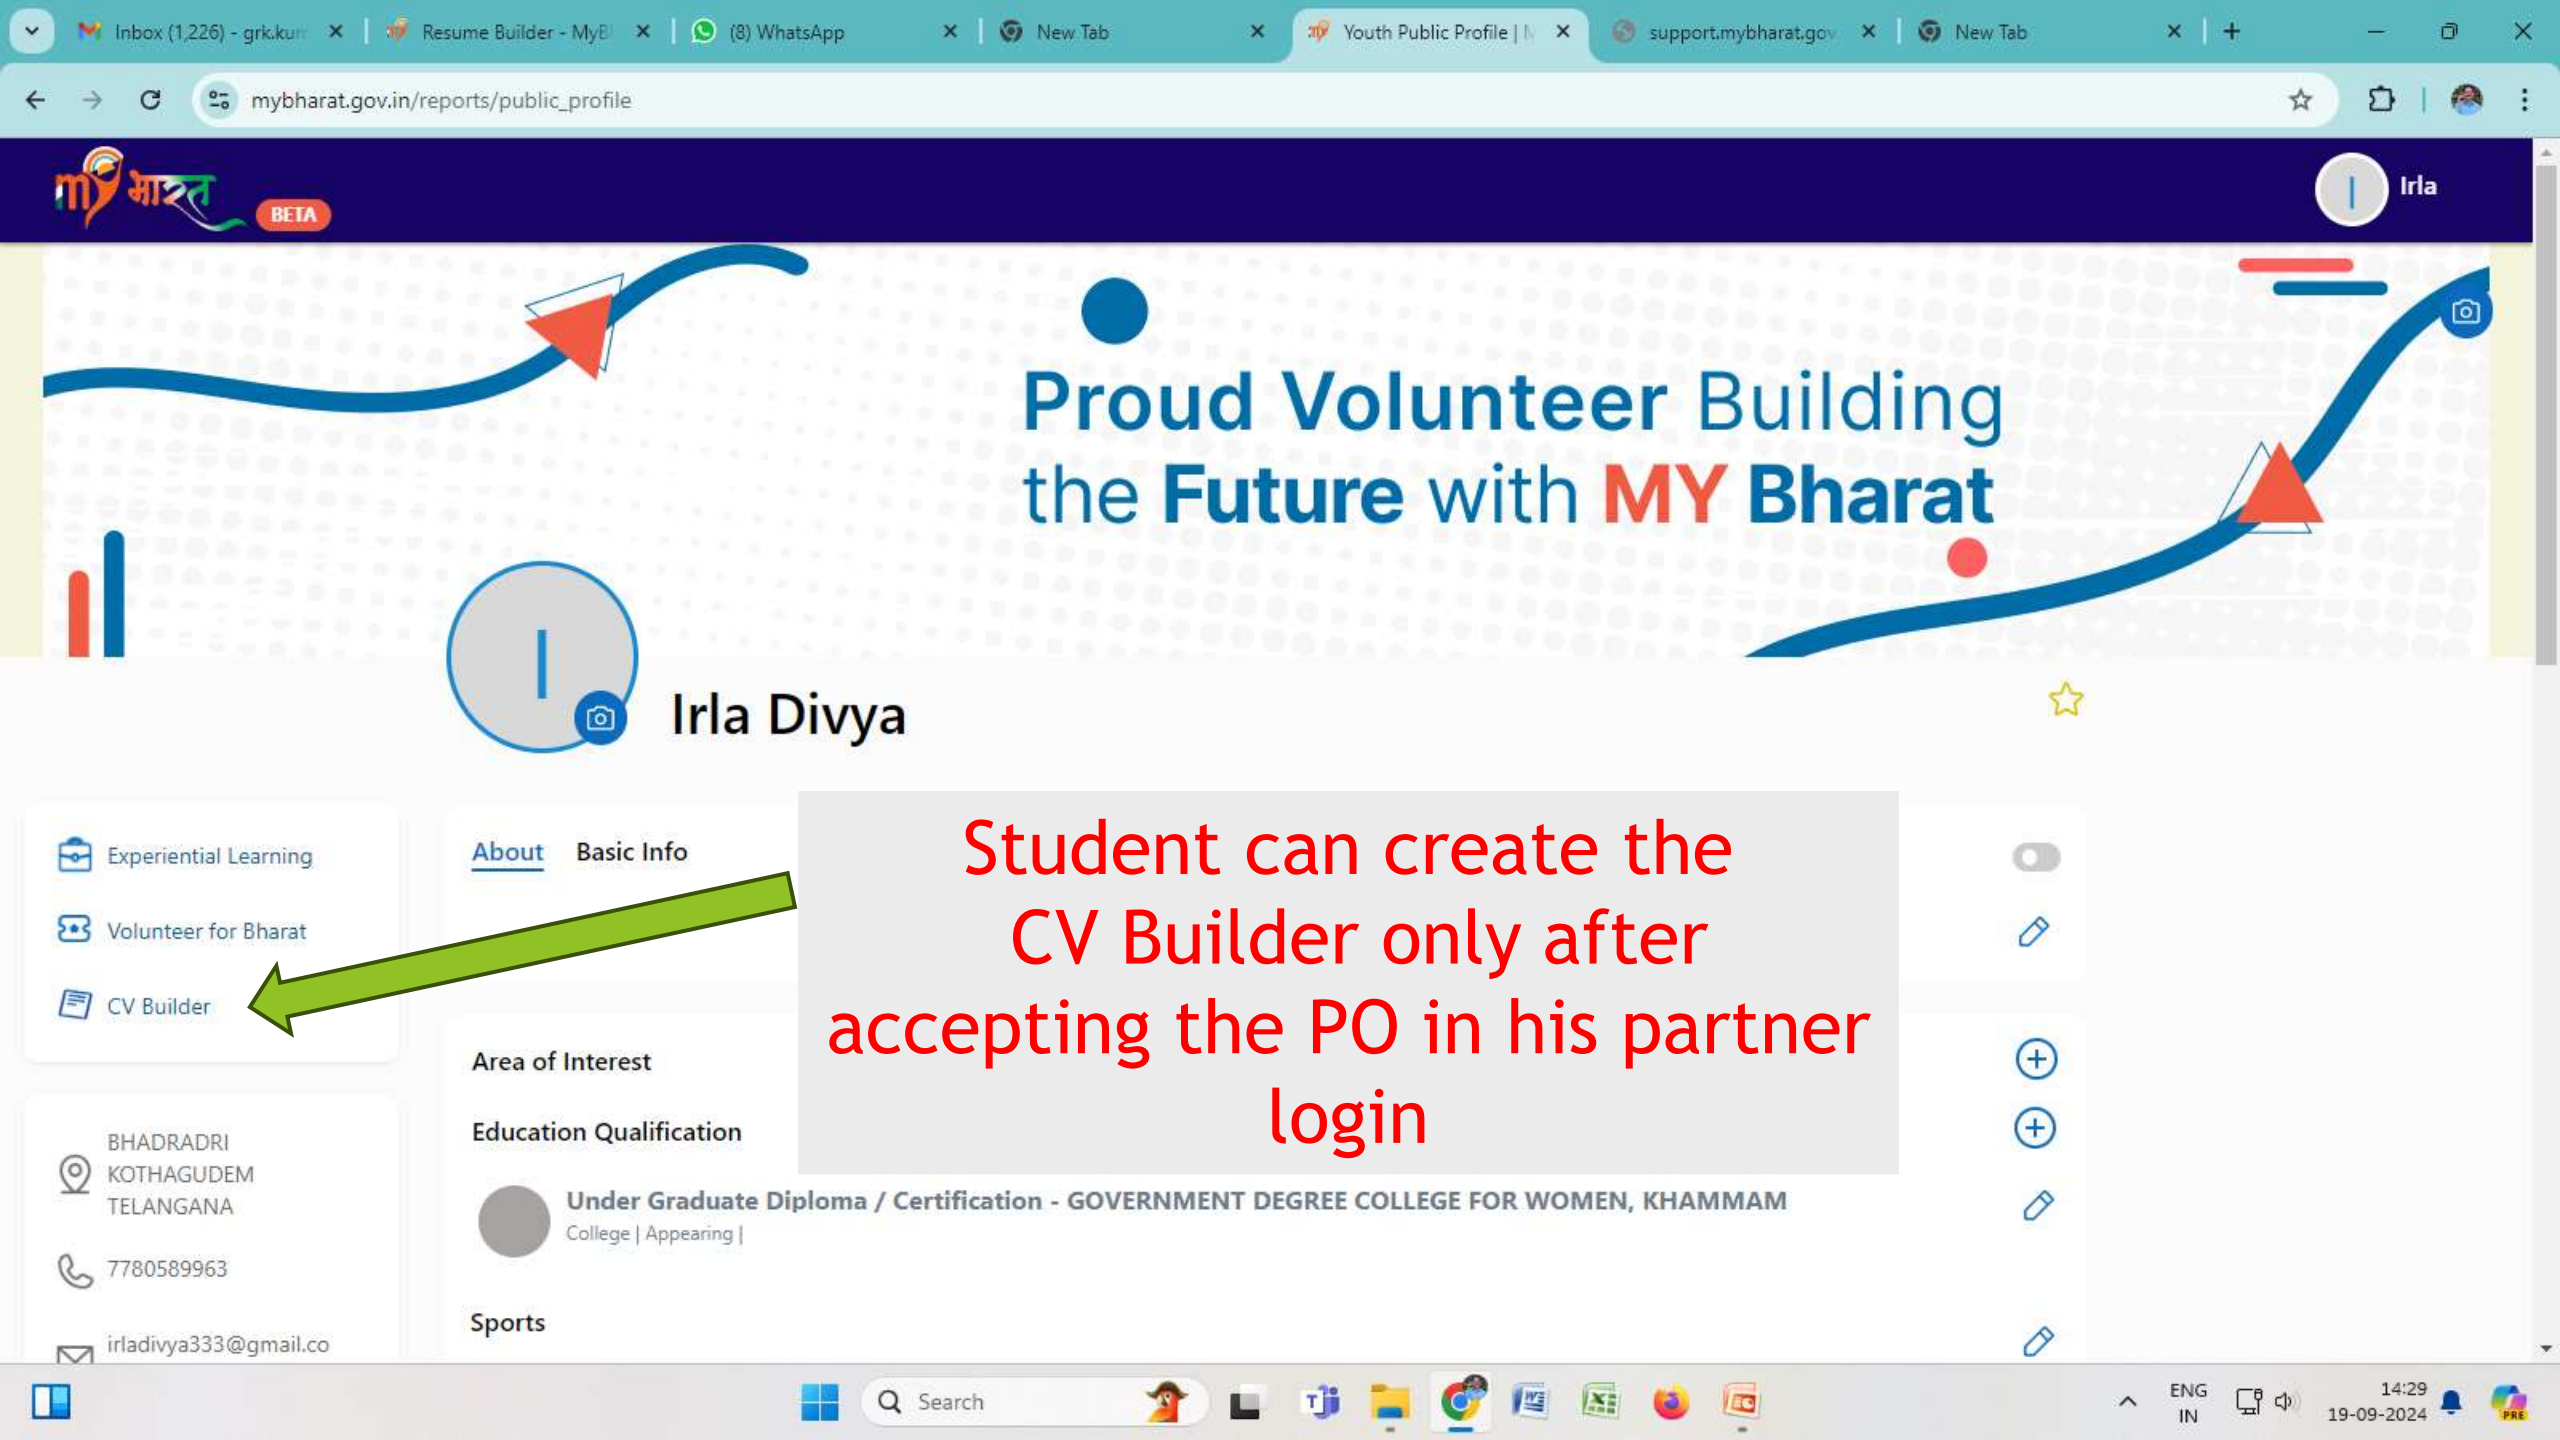 Inbox (1,226) - grk.kum
Resume Builder - MyB
(8) WhatsApp
New Tab
Youth Public Profile | M
support.mybharat.gov
New Tab
mybharat.gov.in/reports/public_profile
my भारत
BETA
I
Irla
Proud Volunteer Building
the Future with MY Bharat
I
Irla Divya
Experiential Learning
Volunteer for Bharat
CV Builder
About Basic Info
Student can create the
CV Builder only after
accepting the PO in his partner
login
Area of Interest
Education Qualification
Under Graduate Diploma / Certification - GOVERNMENT DEGREE COLLEGE FOR WOMEN, KHAMMAM
College | Appearing |
Sports
BHADRADRI
KOTHAGUDEM
TELANGANA
7780589963
irladivya333@gmail.co
Search
ENG
IN
14:29
19-09-2024
PRE